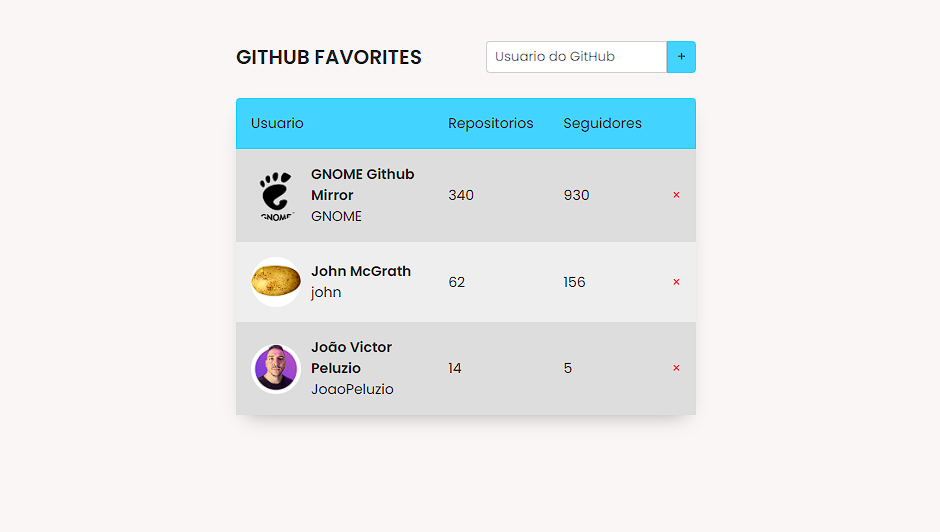 GITHUB FAVORITES
Usuario do GitHub +
Usuario Repositorios Seguidores
GNOME Github
Mirror
GNOME
GNOME
340 930 ×
John McGrath
john
62 156 ×
João Victor
Peluzio
JoaoPeluzio
14 5 ×